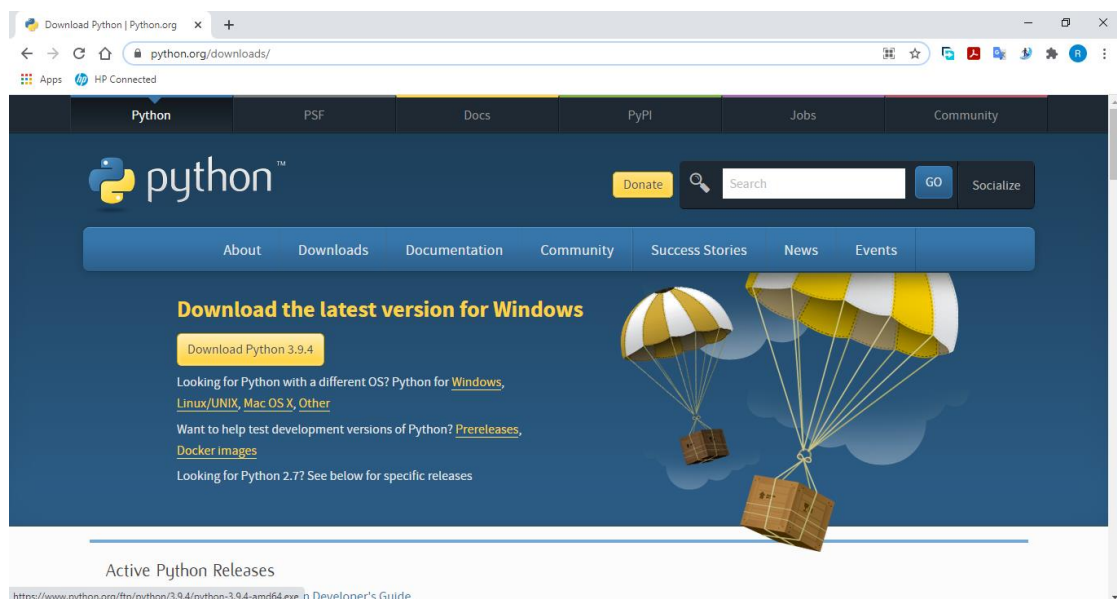 Download Python | Python.org
python.org/downloads/
R
Apps HP Connected
Python PSF Docs PyPI Jobs Community
python™
Donate Search GO Socialize
About Downloads Documentation Community Success Stories News Events
Download the latest version for Windows
Download Python 3.9.4
Looking for Python with a different OS? Python for Windows,
Linux/UNIX, Mac OS X, Other
Want to help test development versions of Python? Prereleases,
Docker images
Looking for Python 2.7? See below for specific releases
Active Python Releases
https://www.python.org/ftp/python/3.9.4/python-3.9.4-amd64.exe n Developer's Guide